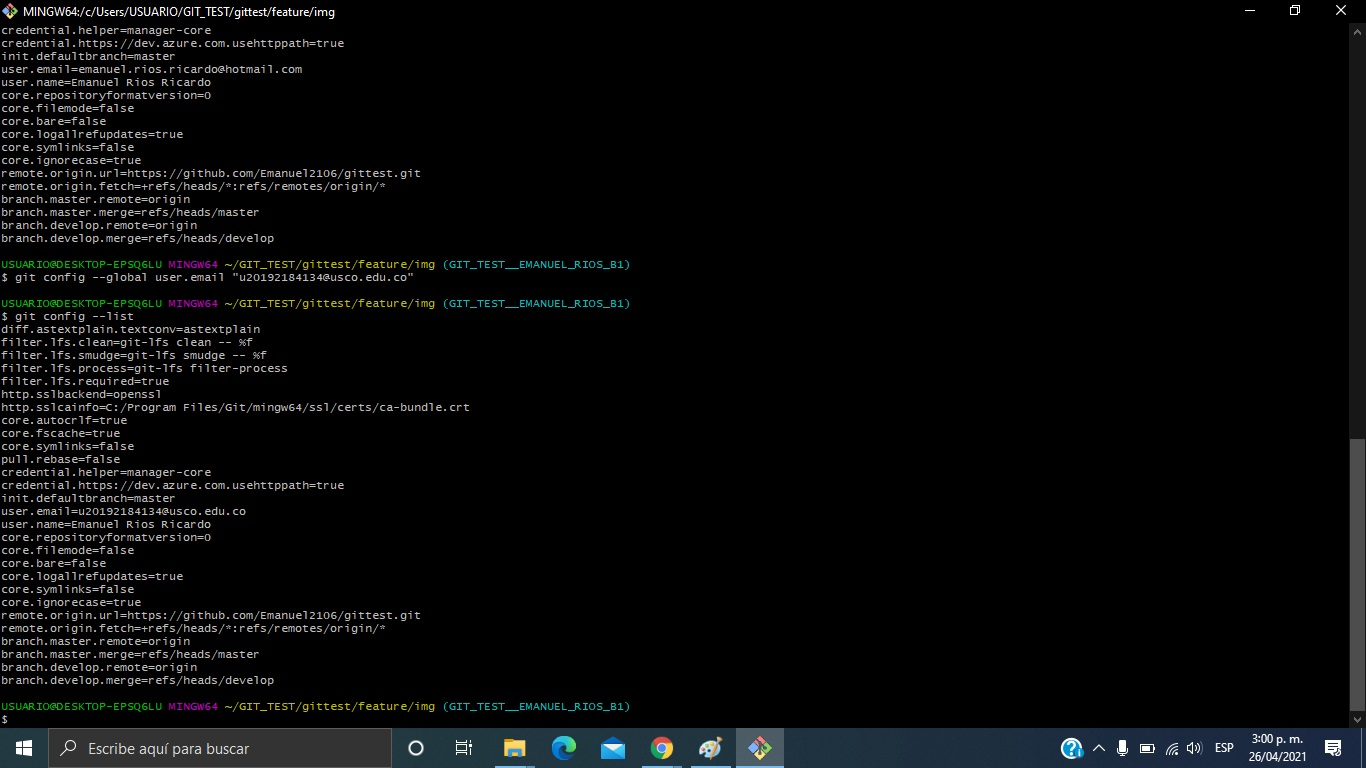 MINGW64:/c/Users/USUARIO/GIT_TEST/gittest/feature/img
credential.helper=manager-core
credential.https://dev.azure.com.usehttppath=true
init.defaultbranch=master
user.email=emanuel.rios.ricardo@hotmail.com
user.name=Emanuel Rios Ricardo
core.repositoryformatversion=0
core.filemode=false
core.bare=false
core.logallrefupdates=true
core.symlinks=false
core.ignorecase=true
remote.origin.url=https://github.com/Emanuel2106/gittest.git
remote.origin.fetch=+refs/heads/*:refs/remotes/origin/*
branch.master.remote=origin
branch.master.merge=refs/heads/master
branch.develop.remote=origin
branch.develop.merge=refs/heads/develop
USUARIO@DESKTOP-EPSQ6LU MINGW64 ~/GIT_TEST/gittest/feature/img (GIT_TEST__EMANUEL_RIOS_B1)
$ git config --global user.email "u20192184134@usco.edu.co"
USUARIO@DESKTOP-EPSQ6LU MINGW64 ~/GIT_TEST/gittest/feature/img (GIT_TEST__EMANUEL_RIOS_B1)
$ git config --list
diff.astextplain.textconv=astextplain
filter.lfs.clean=git-lfs clean -- %f
filter.lfs.smudge=git-lfs smudge -- %f
filter.lfs.process=git-lfs filter-process
filter.lfs.required=true
http.sslbackend=openssl
http.sslcainfo=C:/Program Files/Git/mingw64/ssl/certs/ca-bundle.crt
core.autocrlf=true
core.fscache=true
core.symlinks=false
pull.rebase=false
credential.helper=manager-core
credential.https://dev.azure.com.usehttppath=true
init.defaultbranch=master
user.email=u20192184134@usco.edu.co
user.name=Emanuel Rios Ricardo
core.repositoryformatversion=0
core.filemode=false
core.bare=false
core.logallrefupdates=true
core.symlinks=false
core.ignorecase=true
remote.origin.url=https://github.com/Emanuel2106/gittest.git
remote.origin.fetch=+refs/heads/*:refs/remotes/origin/*
branch.master.remote=origin
branch.master.merge=refs/heads/master
branch.develop.remote=origin
branch.develop.merge=refs/heads/develop
USUARIO@DESKTOP-EPSQ6LU MINGW64 ~/GIT_TEST/gittest/feature/img (GIT_TEST__EMANUEL_RIOS_B1)
$
Escribe aquí para buscar
ESP
3:00 p. m.
26/04/2021